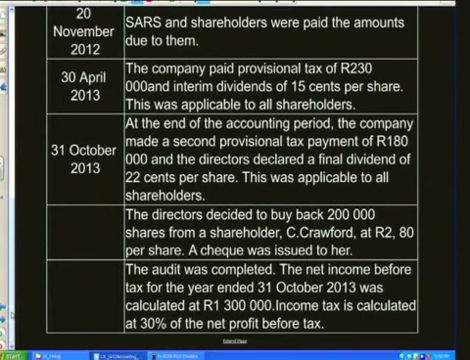 20
November
2012
SARS and shareholders were paid the amounts
due to them.
30 April
2013
The company paid provisional tax of R230
000and interim dividends of 15 cents per share.
This was applicable to all shareholders.
31 October
2013
At the end of the accounting period, the company
made a second provisional tax payment of R180
000 and the directors declared a final dividend of
22 cents per share. This was applicable to all
shareholders.
The directors decided to buy back 200 000
shares from a shareholder, C.Crawford, at R2, 80
per share. A cheque was issued to her.
The audit was completed. The net income before
tax for the year ended 31 October 2013 was
calculated at R1 300 000.Income tax is calculated
at 30% of the net profit before tax.
Extend Page
start